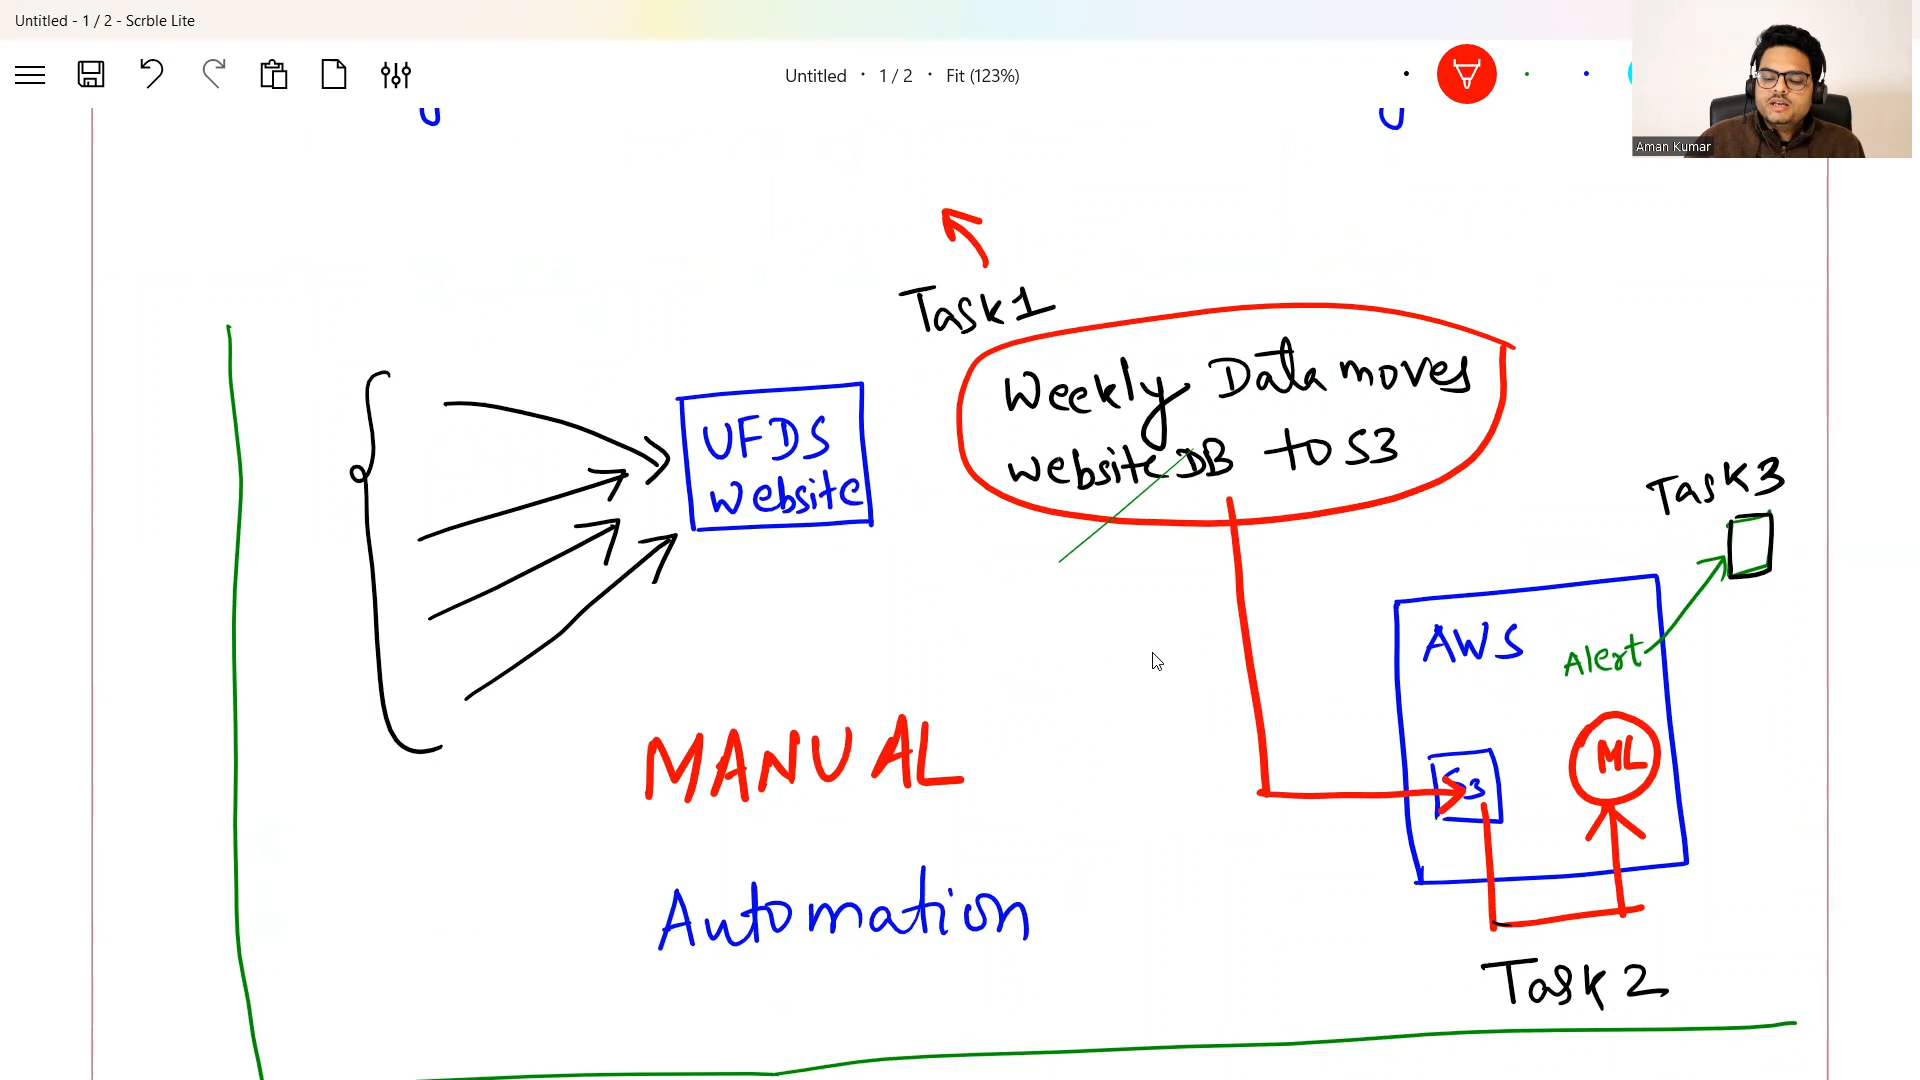 Untitled - 1 / 2 - Scrble Lite
Untitled • 1 / 2 • Fit (123%)
Aman Kumar
Task1
Weekly Data moves
website DB to S3
UFDS
Website
Task3
AWS
Alert
MANUAL
S3
ML
Automation
Task 2